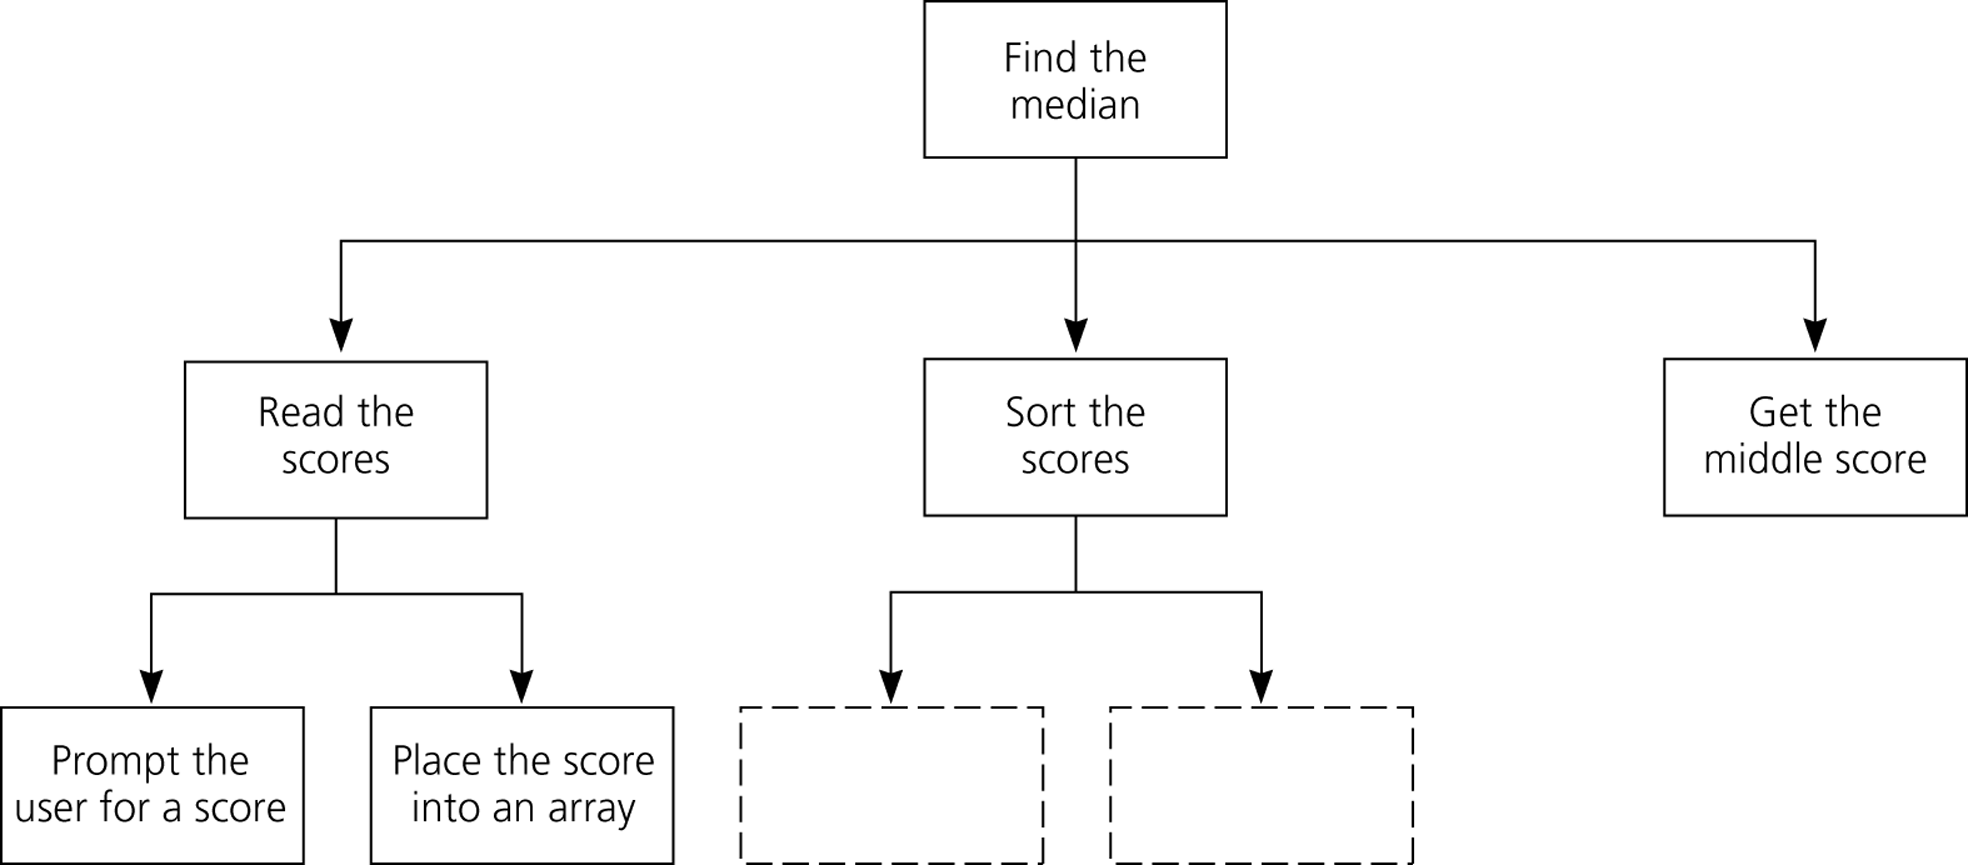 Find the
median
Read the
scores
Sort the
scores
Get the
middle score
Prompt the
user for a score
Place the score
into an array